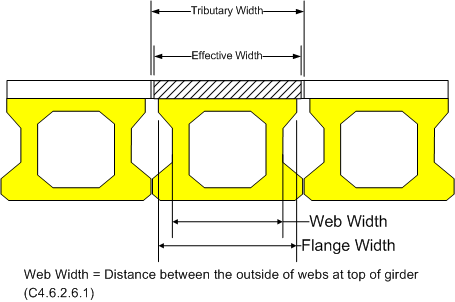 Tributary Width
Effective Width
Web Width
Flange Width
Web Width = Distance between the outside of webs at top of girder
(C4.6.2.6.1)